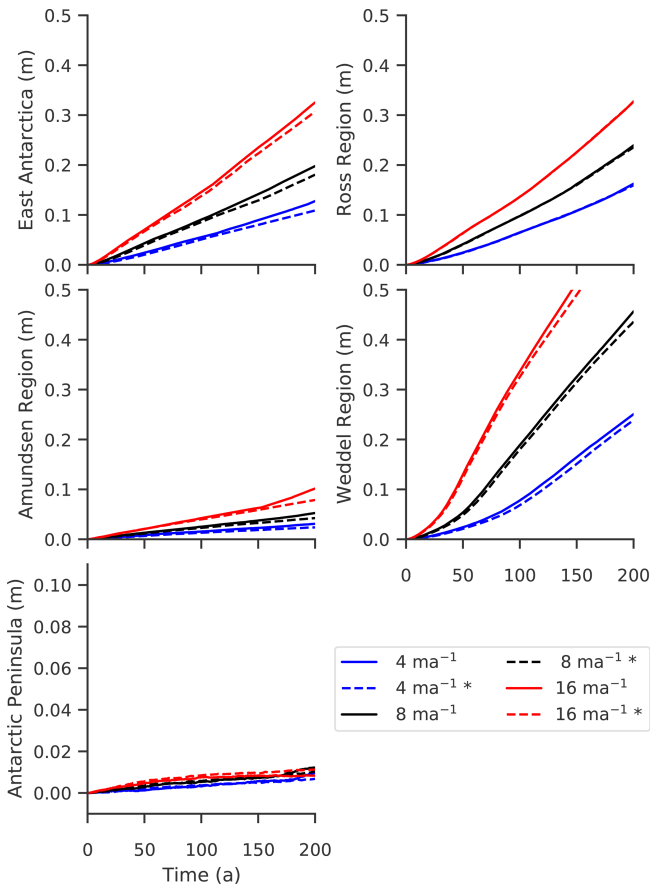 0.5
0.4
0.3
0.2
0.1
0.0
East Antarctica (m)
0.5
0.4
0.3
0.2
0.1
0.0
Ross Region (m)
0.5
0.4
0.3
0.2
0.1
0.0
Amundsen Region (m)
0.5
0.4
0.3
0.2
0.1
0.0
Weddel Region (m)
0 50 100 150 200
0.10
0.08
0.06
0.04
0.02
0.00
Antarctic Peninsula (m)
0 50 100 150 200
Time (a)
4 ma⁻¹
4 ma⁻¹ *
8 ma⁻¹
8 ma⁻¹ *
16 ma⁻¹
16 ma⁻¹ *